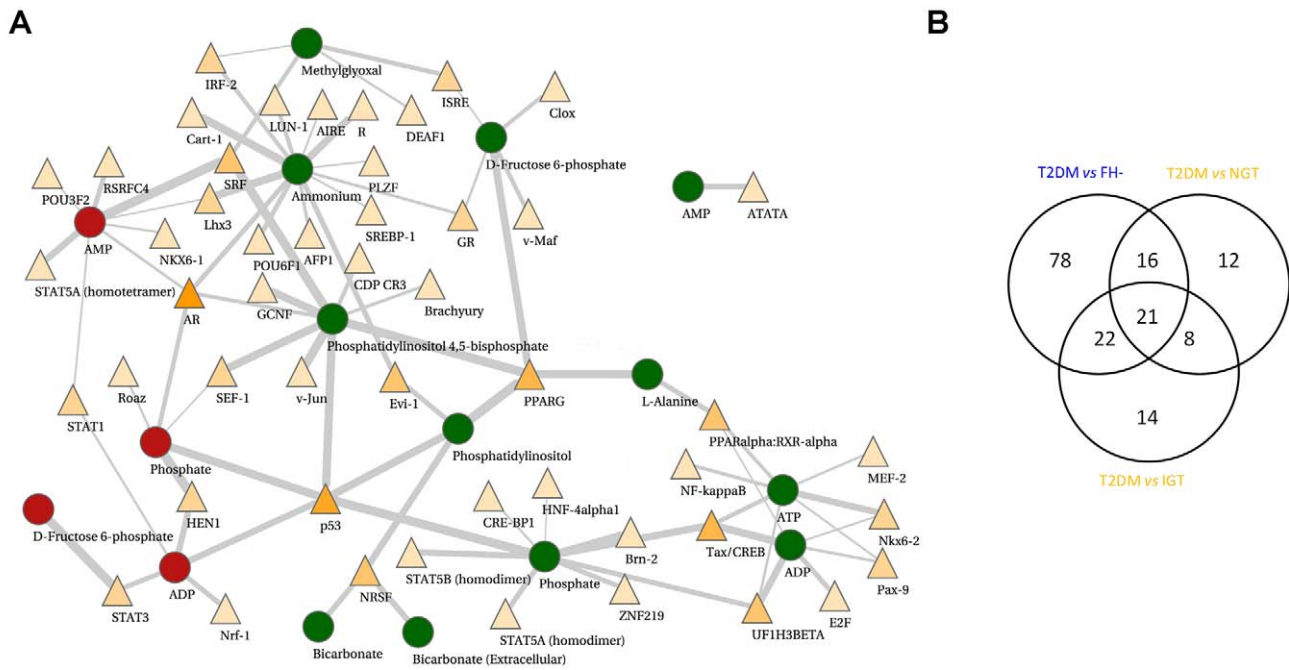 A
B
Methylglyoxal
IRF-2
ISRE
Clox
Cart-1
LUN-1
AIRE
R
DEAF1
D-Fructose 6-phosphate
POU3F2
RSRFC4
SRF
Ammonium
PLZF
AMP
ATATA
AMP
Lhx3
SREBP-1
GR
v-Maf
NKX6-1
POU6F1
AFP1
STAT5A (homotetramer)
AR
GCNF
CDP CR3
Brachyury
Phosphatidylinositol 4,5-bisphosphate
Roaz
SEF-1
v-Jun
Evi-1
PPARG
L-Alanine
STAT1
PPARalpha:RXR-alpha
Phosphate
Phosphatidylinositol
NF-kappaB
MEF-2
ATP
HEN1
p53
CRE-BP1
HNF-4alpha1
D-Fructose 6-phosphate
Tax/CREB
Nkx6-2
Brn-2
ADP
STAT5B (homodimer)
Phosphate
ADP
NRSF
Pax-9
STAT3
Nrf-1
ZNF219
E2F
UF1H3BETA
STAT5A (homodimer)
Bicarbonate
Bicarbonate (Extracellular)
T2DM vs FH-
T2DM vs NGT
78
16
12
21
22
8
14
T2DM vs IGT